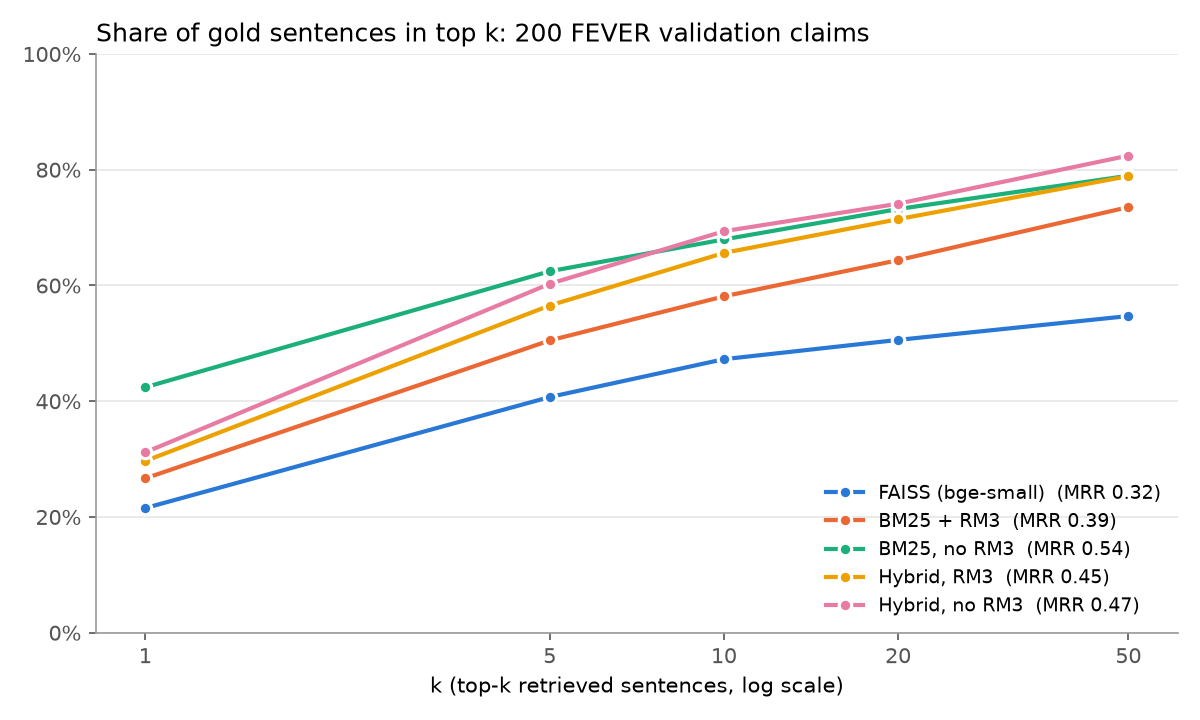 Share of gold sentences in top k: 200 FEVER validation claims
100%
80%
60%
40%
20%
0%
FAISS (bge-small)  (MRR 0.32)
BM25 + RM3  (MRR 0.39)
BM25, no RM3  (MRR 0.54)
Hybrid, RM3  (MRR 0.45)
Hybrid, no RM3  (MRR 0.47)
1 5 10 20 50
k (top-k retrieved sentences, log scale)